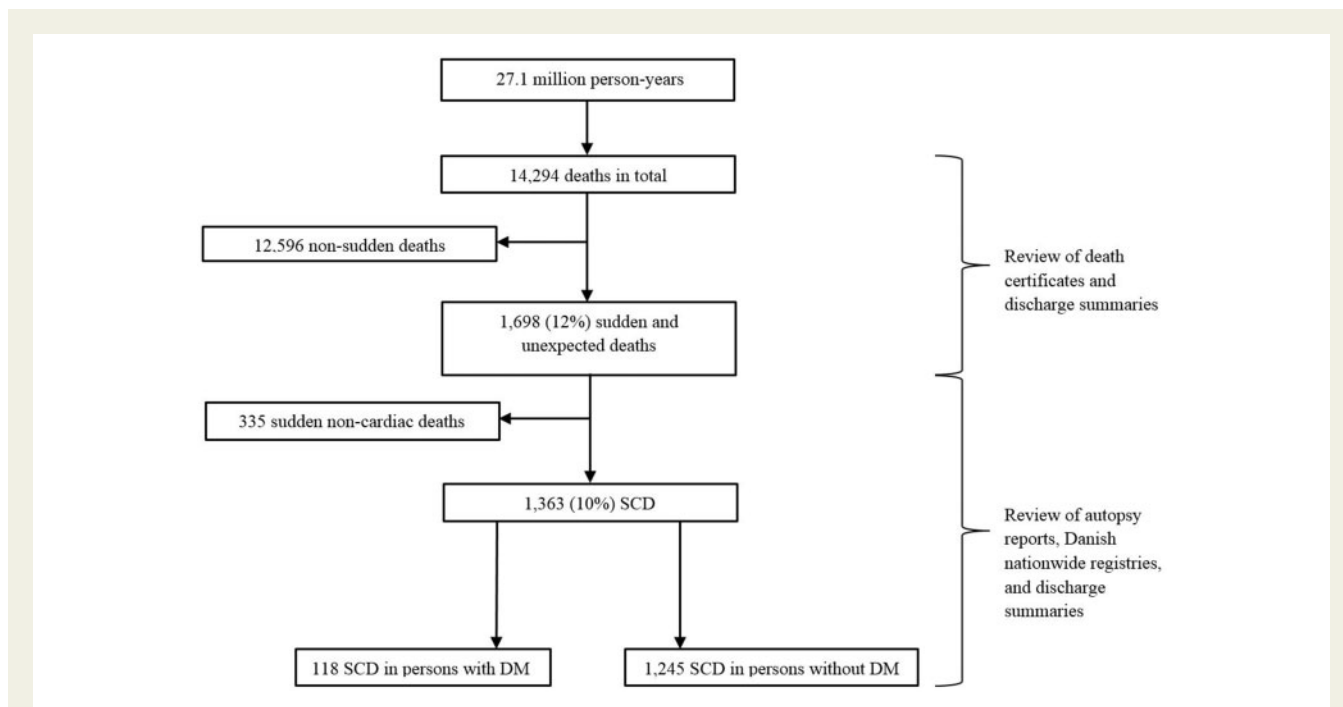 27.1 million person-years
14,294 deaths in total
12.596 non-sudden deaths
Review of death
certificates and
discharge summaries
1,698 (12%) sudden and
unexpected deaths
335 sudden non-cardiac deaths
1,363 (10%) SCD
Review of autopsy
reports, Danish
nationwide registries,
and discharge
summaries
118 SCD in persons with DM
1,245 SCD in persons without DM